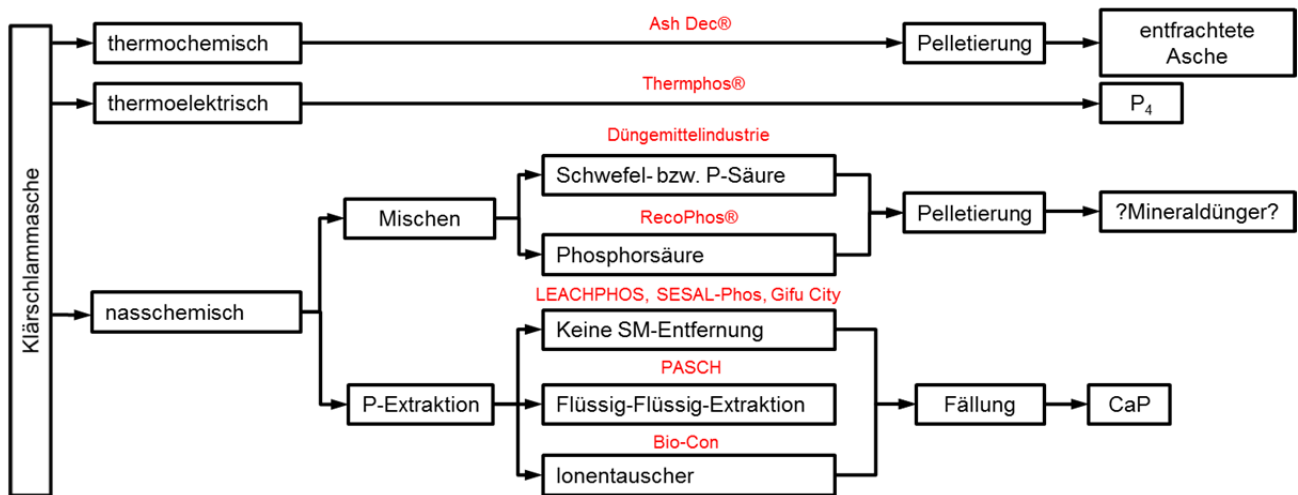 Klärschlammasche
Ash Dec®
thermochemisch
Pelletierung
entfrachtete
Asche
Thermphos®
thermoelektrisch
P₄
Düngemittelindustrie
Schwefel- bzw. P-Säure
Mischen
RecoPhos®
Pelletierung
?Mineraldünger?
Phosphorsäure
LEACHPHOS, SESAL-Phos, Gifu City
nasschemisch
Keine SM-Entfernung
PASCH
P-Extraktion
Flüssig-Flüssig-Extraktion
Fällung
CaP
Bio-Con
Ionentauscher